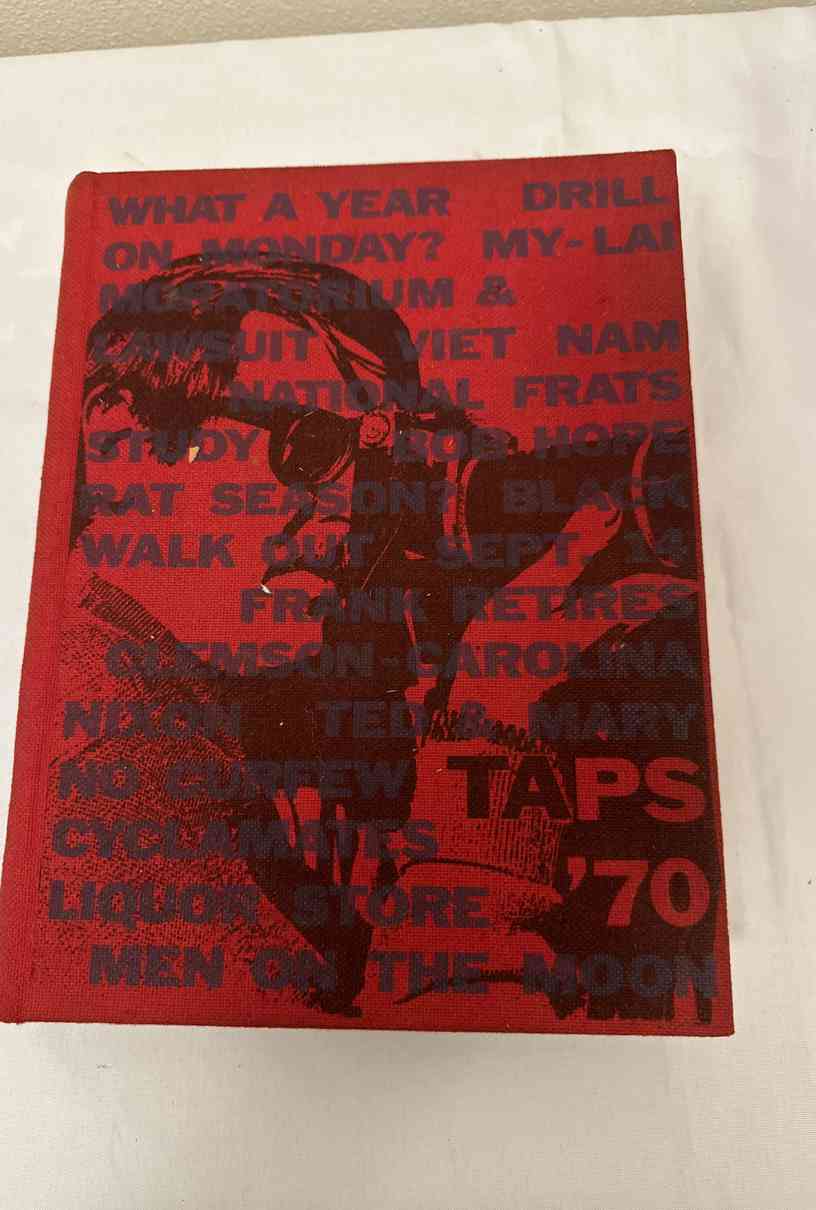 WHAT A YEAR DRILL
ON MONDAY? MY-LAI
MORATORIUM &
LAWSUIT VIET NAM
NATIONAL FRATS
STUDY BOB HOPE
RAT SEASON? BLACK
WALK OUT SEPT. 14
FRANK RETIRES
CLEMSON-CAROLINA
NIXON TED & MARY
NO CURFEW TAPS
CYCLAMATES
'70
LIQUOR STORE
MEN ON THE MOON